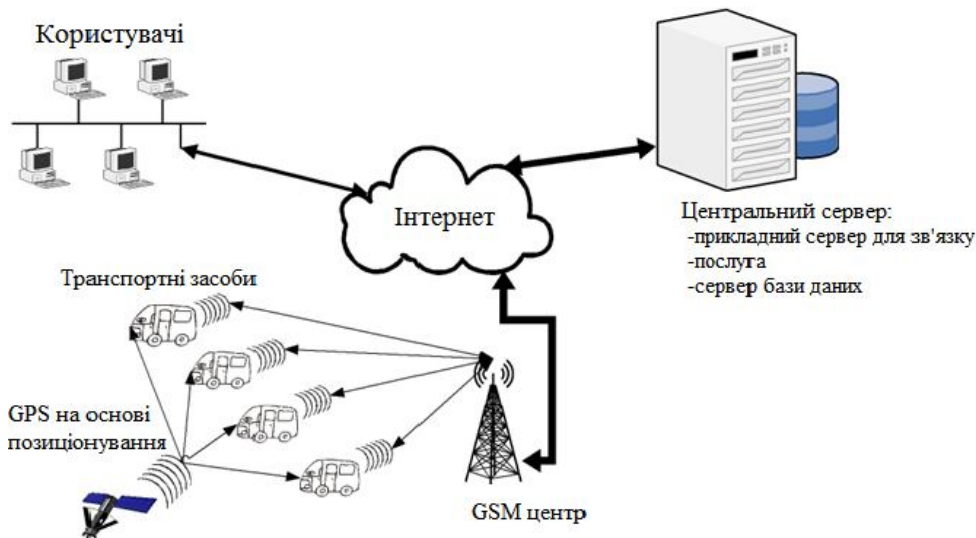 Користувачі
Інтернет
Центральний сервер:
-прикладний сервер для зв'язку
-послуга
-сервер бази даних
Транспортні засоби
GPS на основі
позиціонування
GSM центр